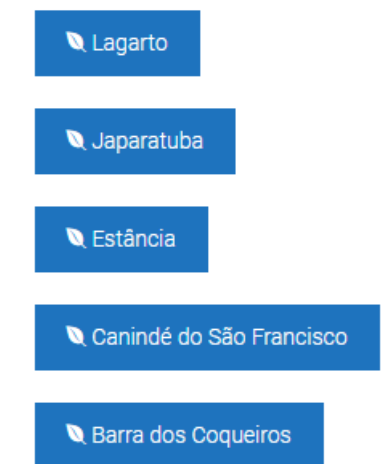 Lagarto
Japaratuba
Estância
Canindé do São Francisco
Barra dos Coqueiros